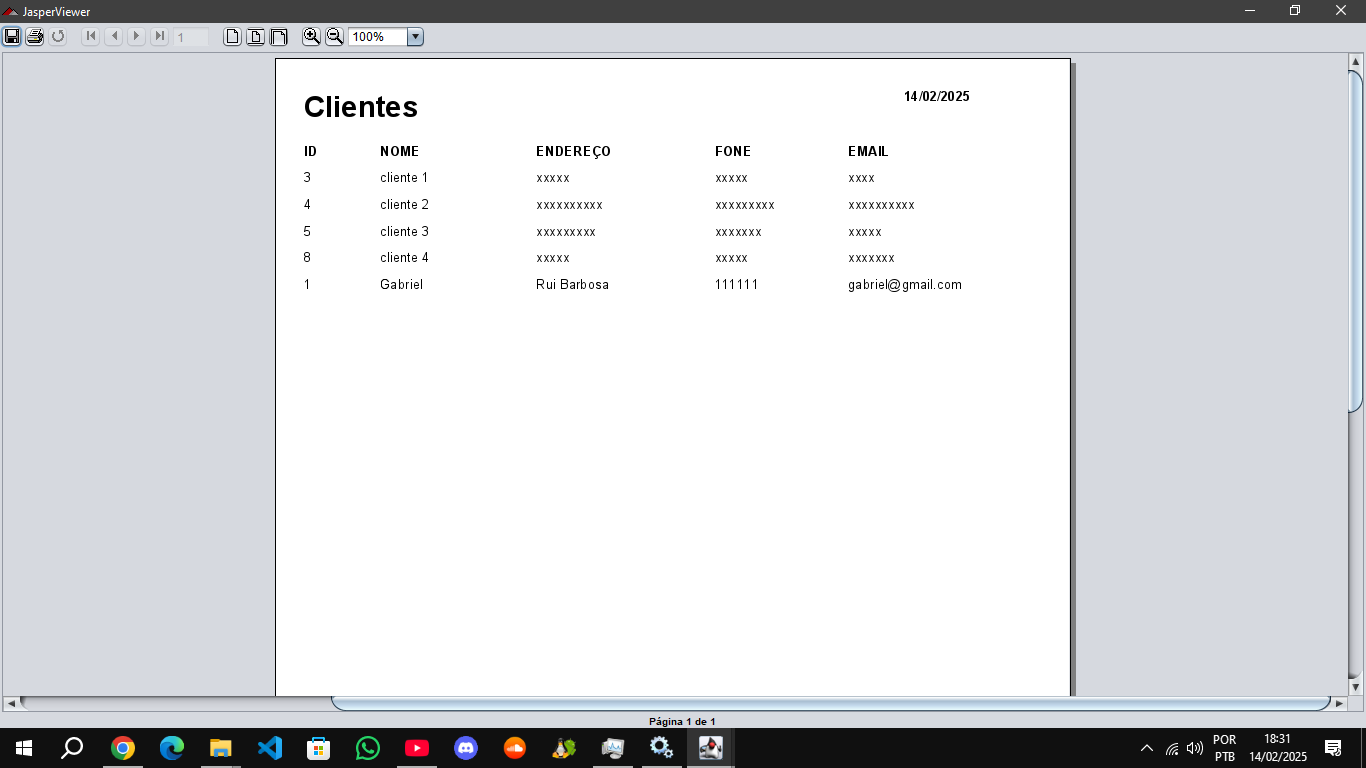 JasperViewer
1
100%
14/02/2025
Clientes
ID NOME ENDEREÇO FONE EMAIL
3 cliente 1 xxxxx xxxxx xxxx
4 cliente 2 xxxxxxxxxx xxxxxxxxx xxxxxxxxxx
5 cliente 3 xxxxxxxxx xxxxxxx xxxxx
8 cliente 4 xxxxx xxxxx xxxxxxx
1 Gabriel Rui Barbosa 111111 gabriel@gmail.com
Página 1 de 1
POR 18:31
PTB 14/02/2025